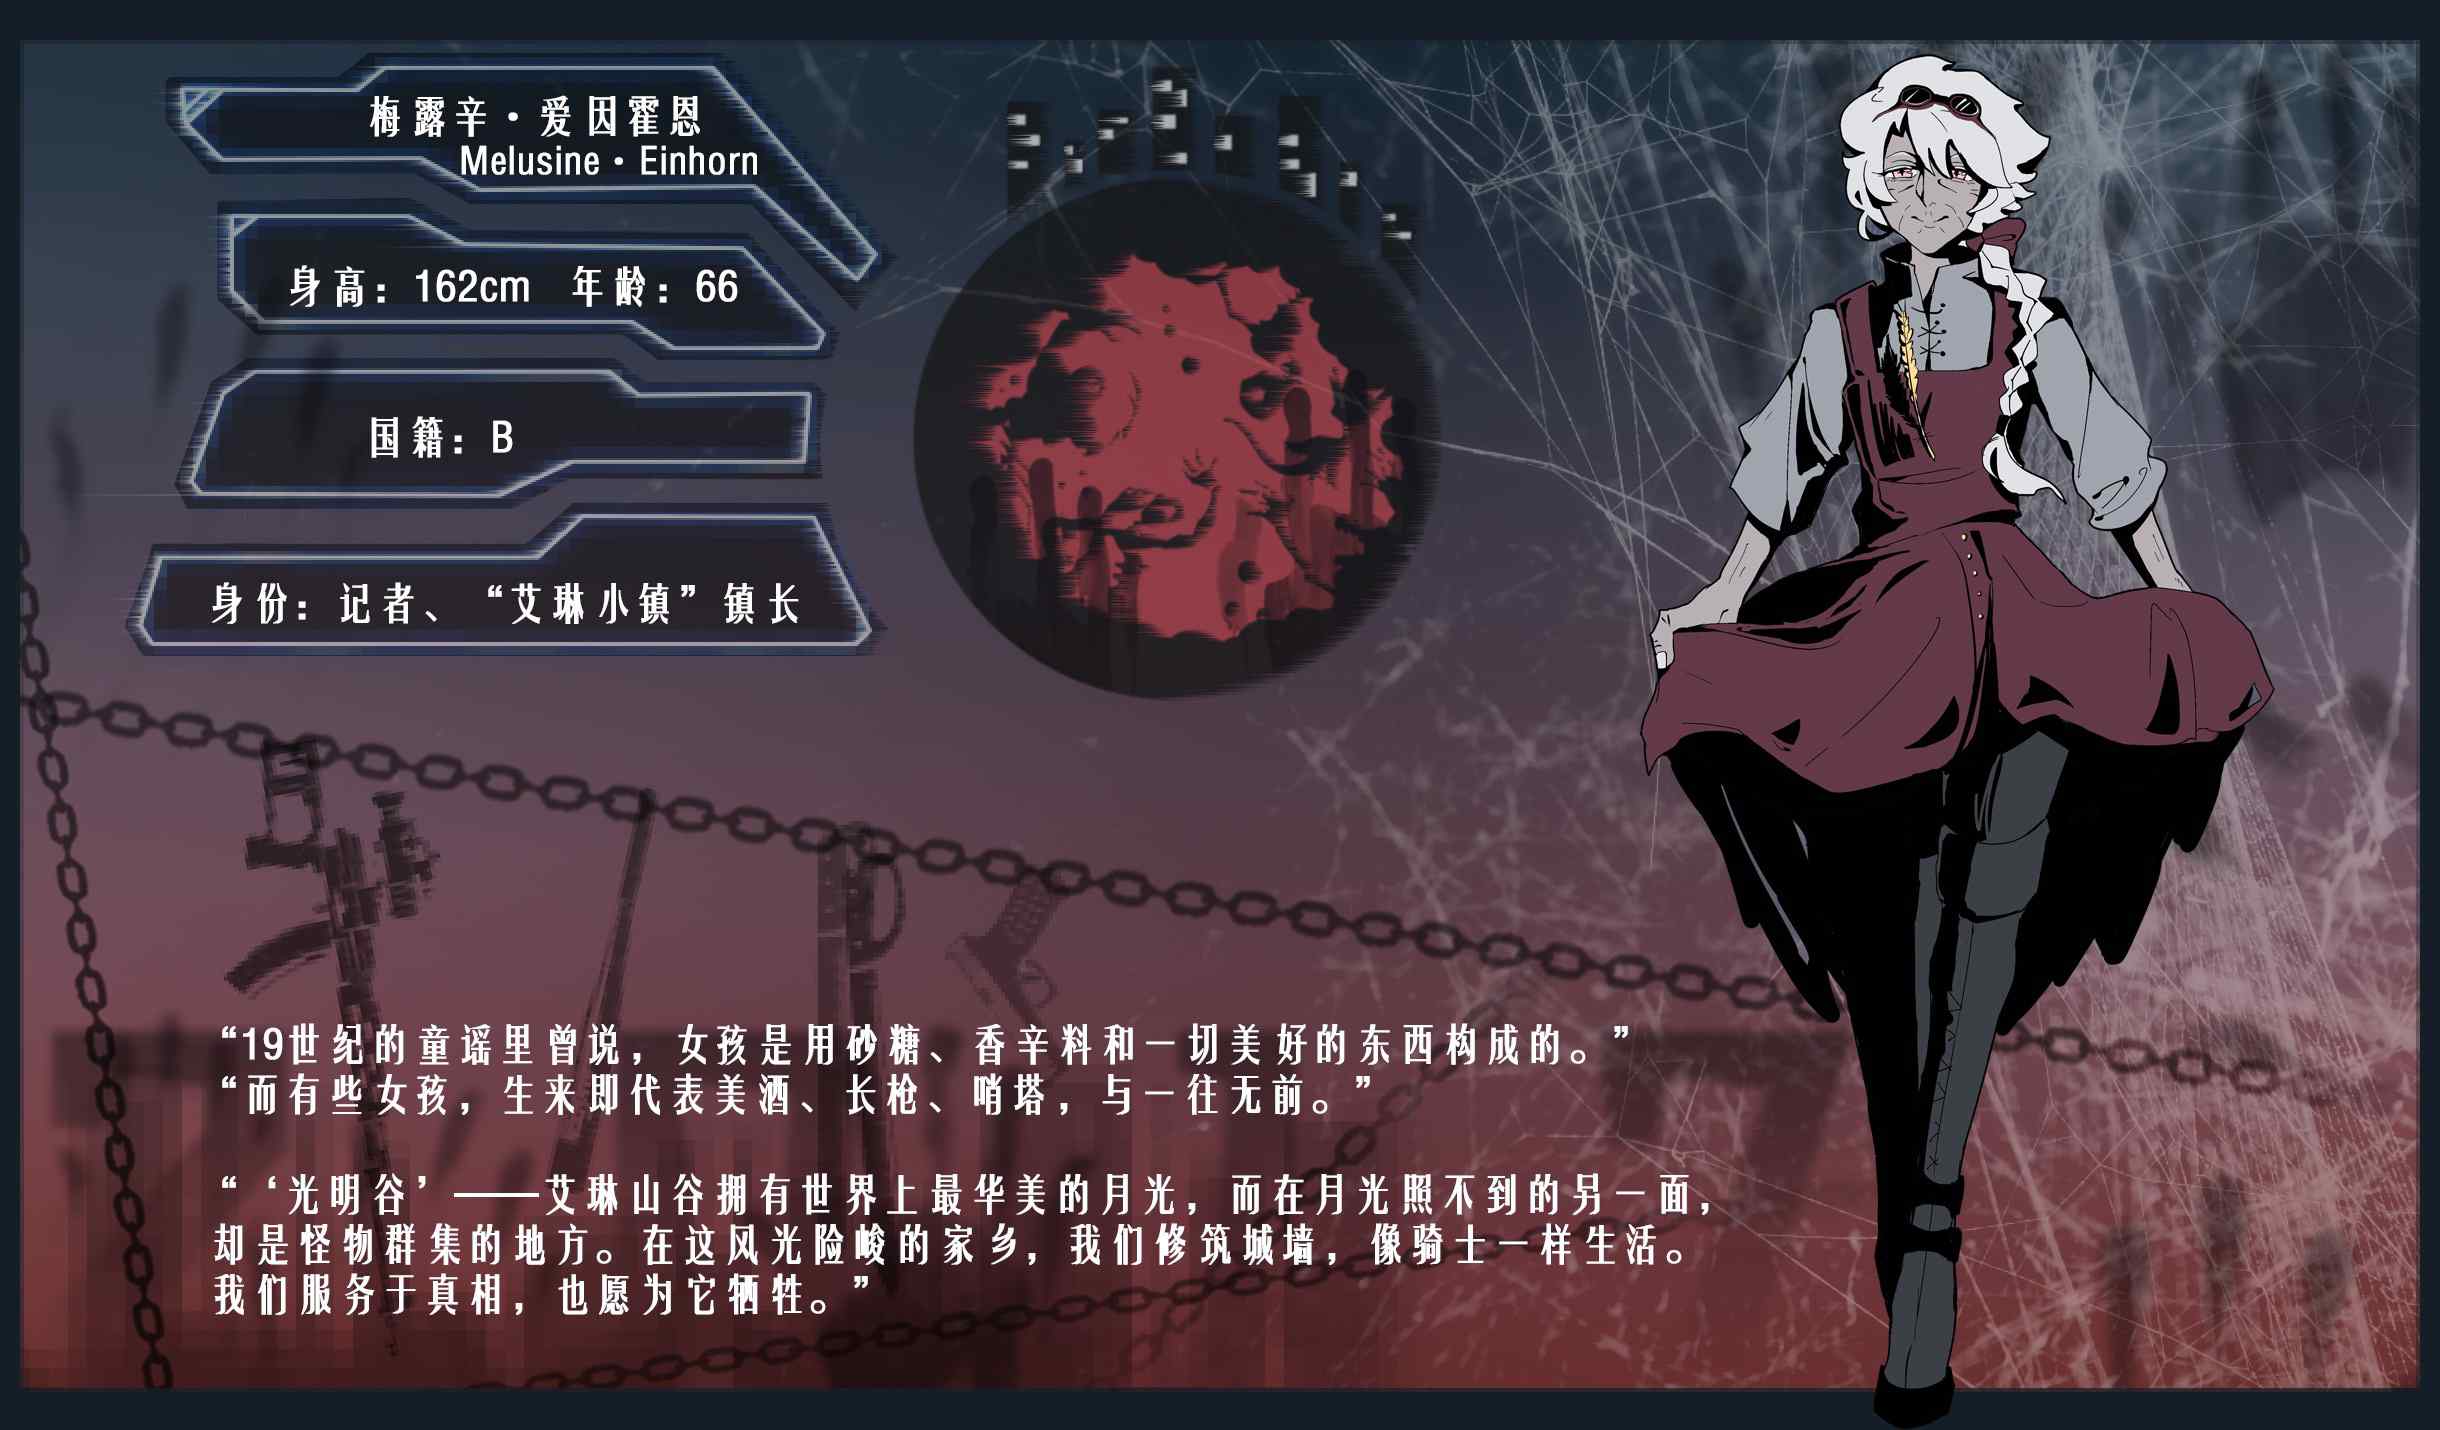 梅露辛·爱因霍恩
Melusine·Einhorn
身高：162cm 年龄：66
国籍：B
身份：记者、“艾琳小镇”镇长
“19世纪的童谣里曾说，女孩是用砂糖、香辛料和一切美好的东西构成的。”
“而有些女孩，生来即代表美酒、长枪、哨塔，与一往无前。”
“‘光明谷’——艾琳山谷拥有世界上最华美的月光，而在月光照不到的另一面，
却是怪物群集的地方。在这风光险峻的家乡，我们修筑城墙，像骑士一样生活。
我们服务于真相，也愿为它牺牲。”